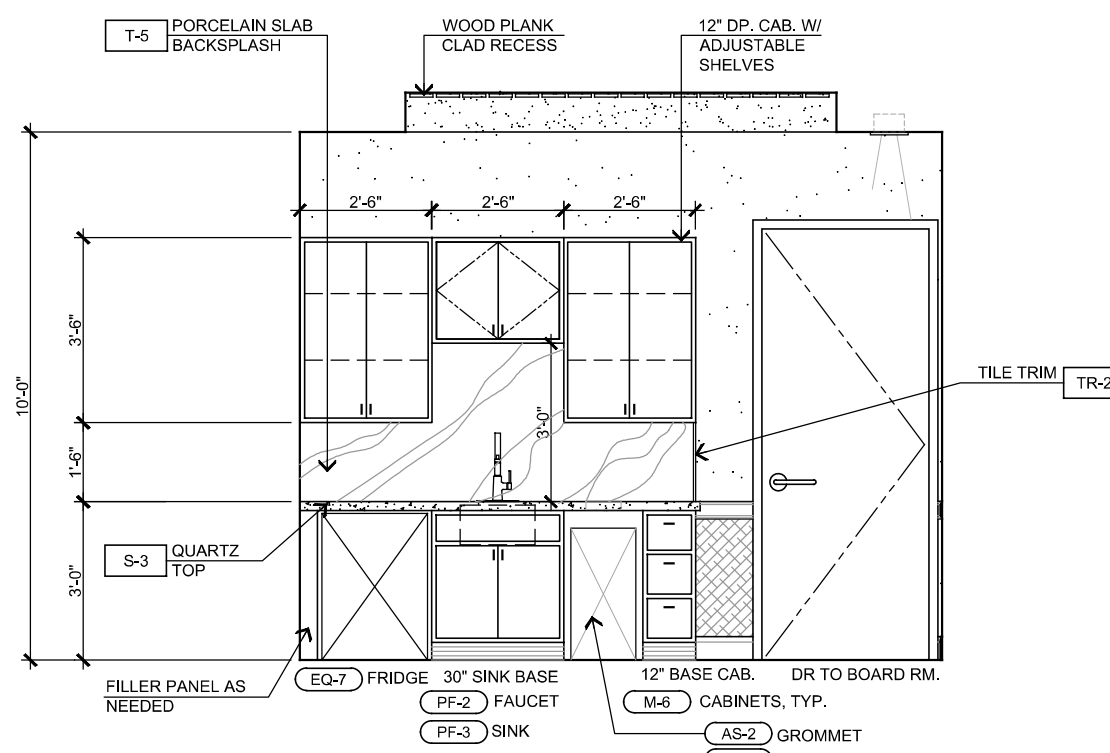 T-5
PORCELAIN SLAB
BACKSPLASH
WOOD PLANK
CLAD RECESS
12" DP. CAB. W/
ADJUSTABLE
SHELVES
2'-6"
2'-6"
2'-6"
10'-0"
3'-6"
1'-6"
3'-0"
3'-0"
TILE TRIM
TR-2
S-3
QUARTZ
TOP
FILLER PANEL AS
NEEDED
EQ-7
FRIDGE
30" SINK BASE
PF-2
FAUCET
PF-3
SINK
12" BASE CAB.
M-6
CABINETS, TYP.
DR TO BOARD RM.
AS-2
GROMMET